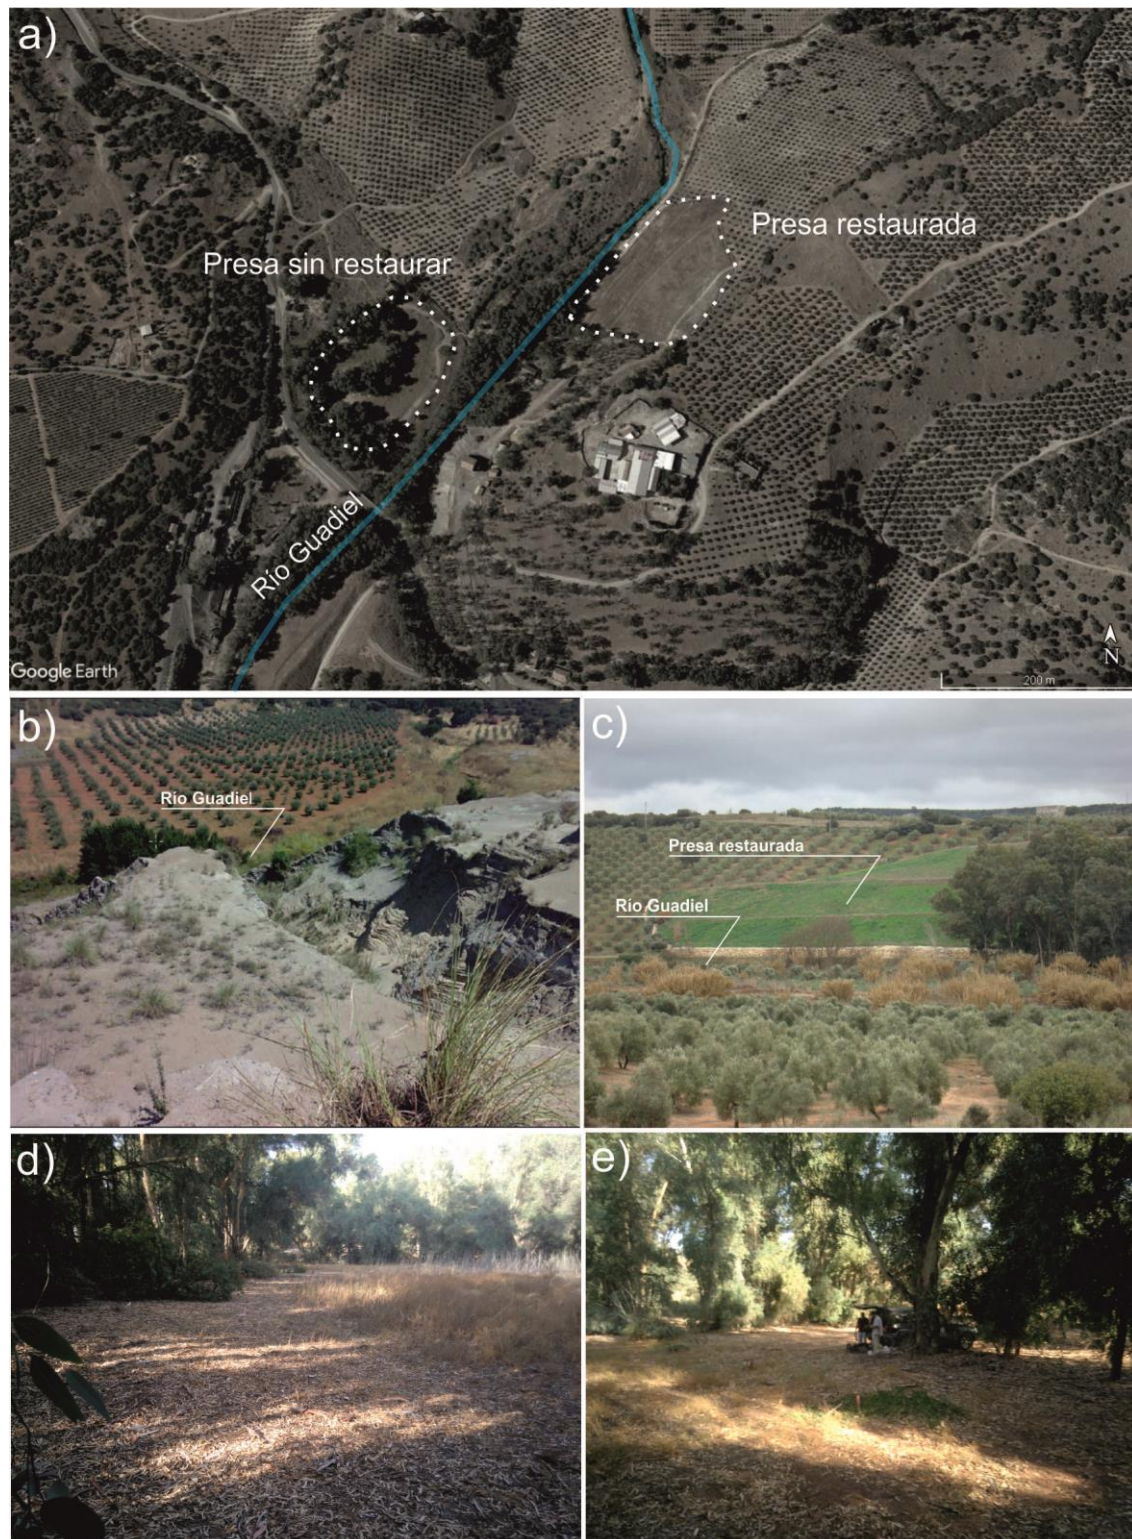 a)
Presa restaurada
Presa sin restaurar
Río Guadiel
Google Earth
N
200 m
b)
Río Guadiel
c)
Presa restaurada
Río Guadiel
d)
e)